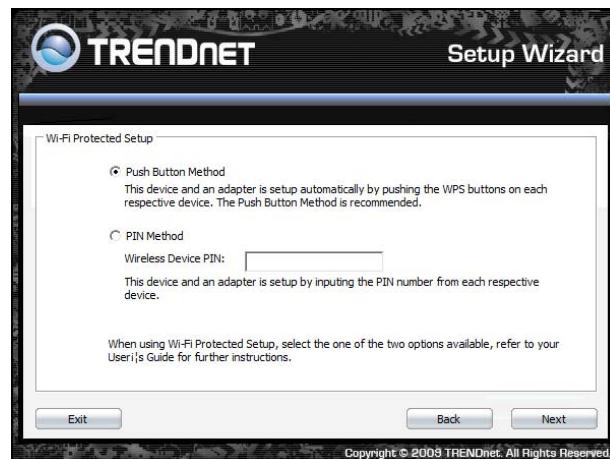 TRENDnet
Setup Wizard
Wi-Fi Protected Setup
Push Button Method
This device and an adapter is setup automatically by pushing the WPS buttons on each
respective device. The Push Button Method is recommended.
PIN Method
Wireless Device PIN:
This device and an adapter is setup by inputing the PIN number from each respective
device.
When using Wi-Fi Protected Setup, select the one of the two options available, refer to your
Useri¦s Guide for further instructions.
Exit
Back
Next
Copyright © 2009 TRENDnet. All Rights Reserved